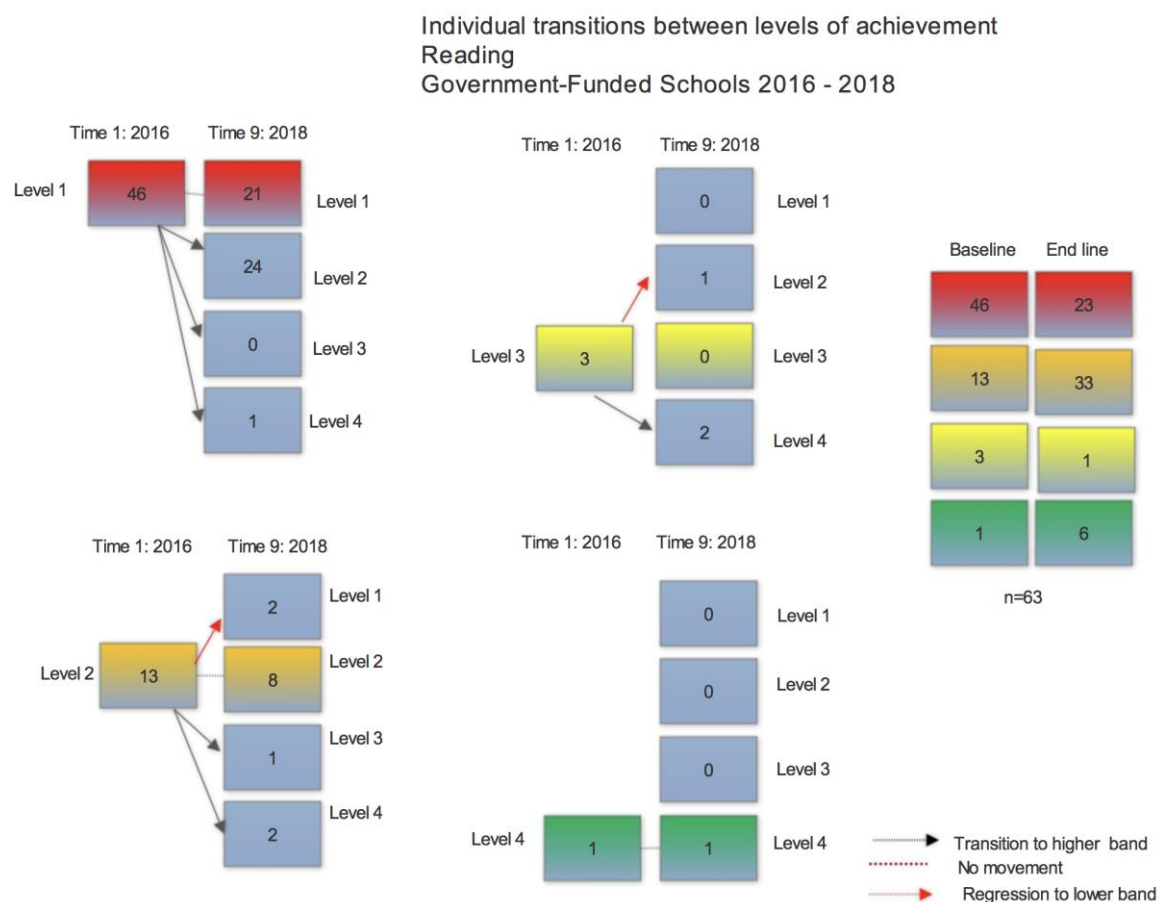 Individual transitions between levels of achievement
Reading
Government-Funded Schools 2016 - 2018
Time 1: 2016 Time 9: 2018
Level 1 46 21 Level 1
24 Level 2
0 Level 3
1 Level 4
Time 1: 2016 Time 9: 2018
0 Level 1
1 Level 2
Level 3 3 0 Level 3
2 Level 4
Baseline End line
46 23
13 33
3 1
1 6
n=63
Time 1: 2016 Time 9: 2018
2 Level 1
Level 2 13 8 Level 2
1 Level 3
2 Level 4
Time 1: 2016 Time 9: 2018
0 Level 1
0 Level 2
0 Level 3
Level 4 1 1 Level 4
Transition to higher band
No movement
Regression to lower band